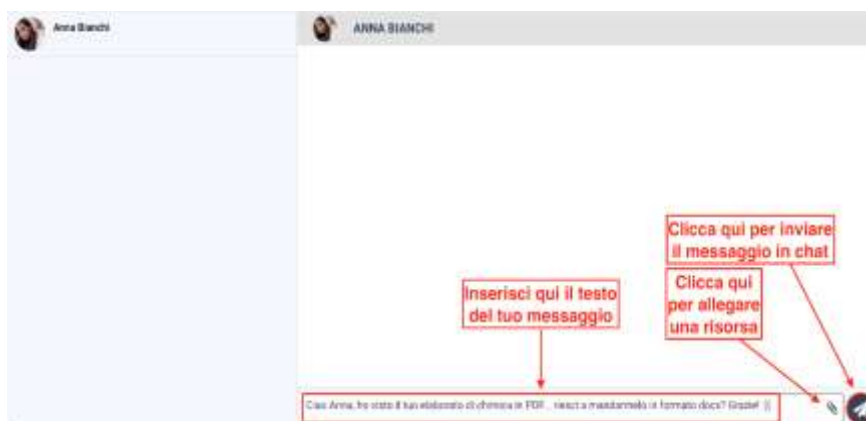 Anna Bianchi
ANNA BIANCHI
Clicca qui per inviare
il messaggio in chat
Clicca qui
per allegare
una risorsa
Inserisci qui il testo
del tuo messaggio
Ciao Anna, ho visto il tuo elaborato di chimica in PDF... riesci a mandarmelo in formato docx? Grazie! :)